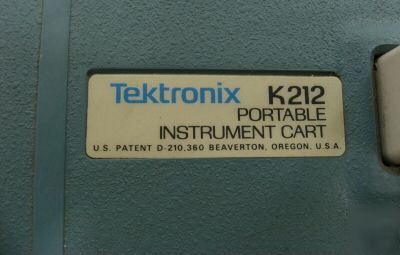 Tektronix K212
PORTABLE
INSTRUMENT CART
U.S. PATENT D-210,360 BEAVERTON, OREGON, U.S.A.